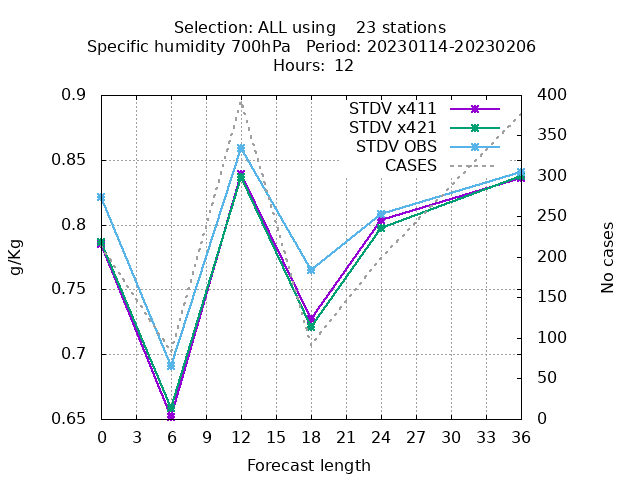 Selection: ALL using    23 stations
Specific humidity 700hPa   Period: 20230114-20230206
Hours:  12
STDV x411
STDV x421
STDV OBS
CASES
g/Kg
0.9
0.85
0.8
0.75
0.7
0.65
400
350
300
250
200
150
100
50
0
No cases
0 3 6 9 12 15 18 21 24 27 30 33 36
Forecast length